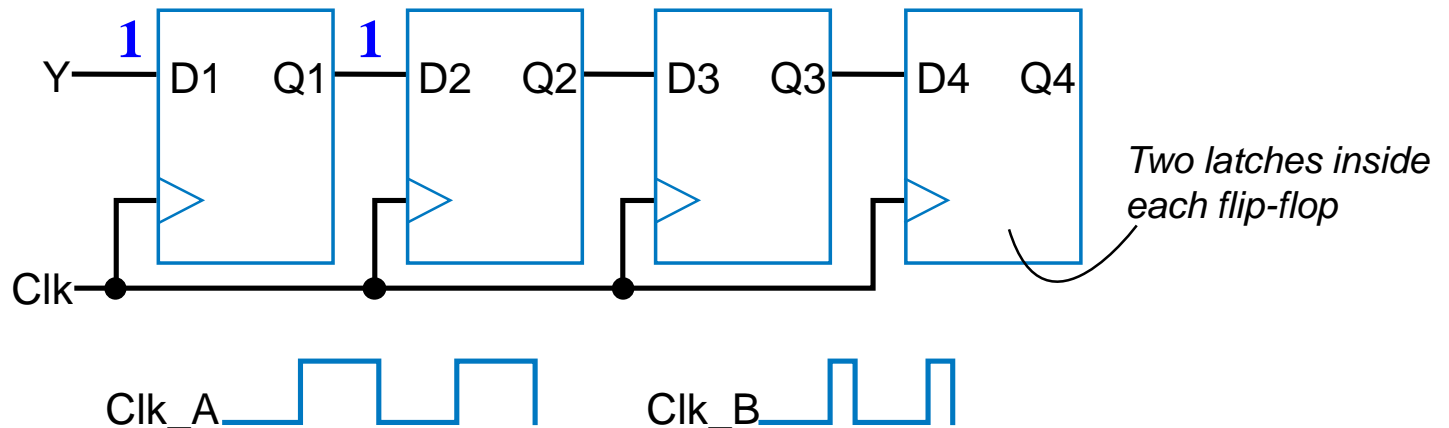 1 1
Y D1 Q1 D2 Q2 D3 Q3 D4 Q4
Two latches inside
each flip-flop
Clk
Clk_A Clk_B